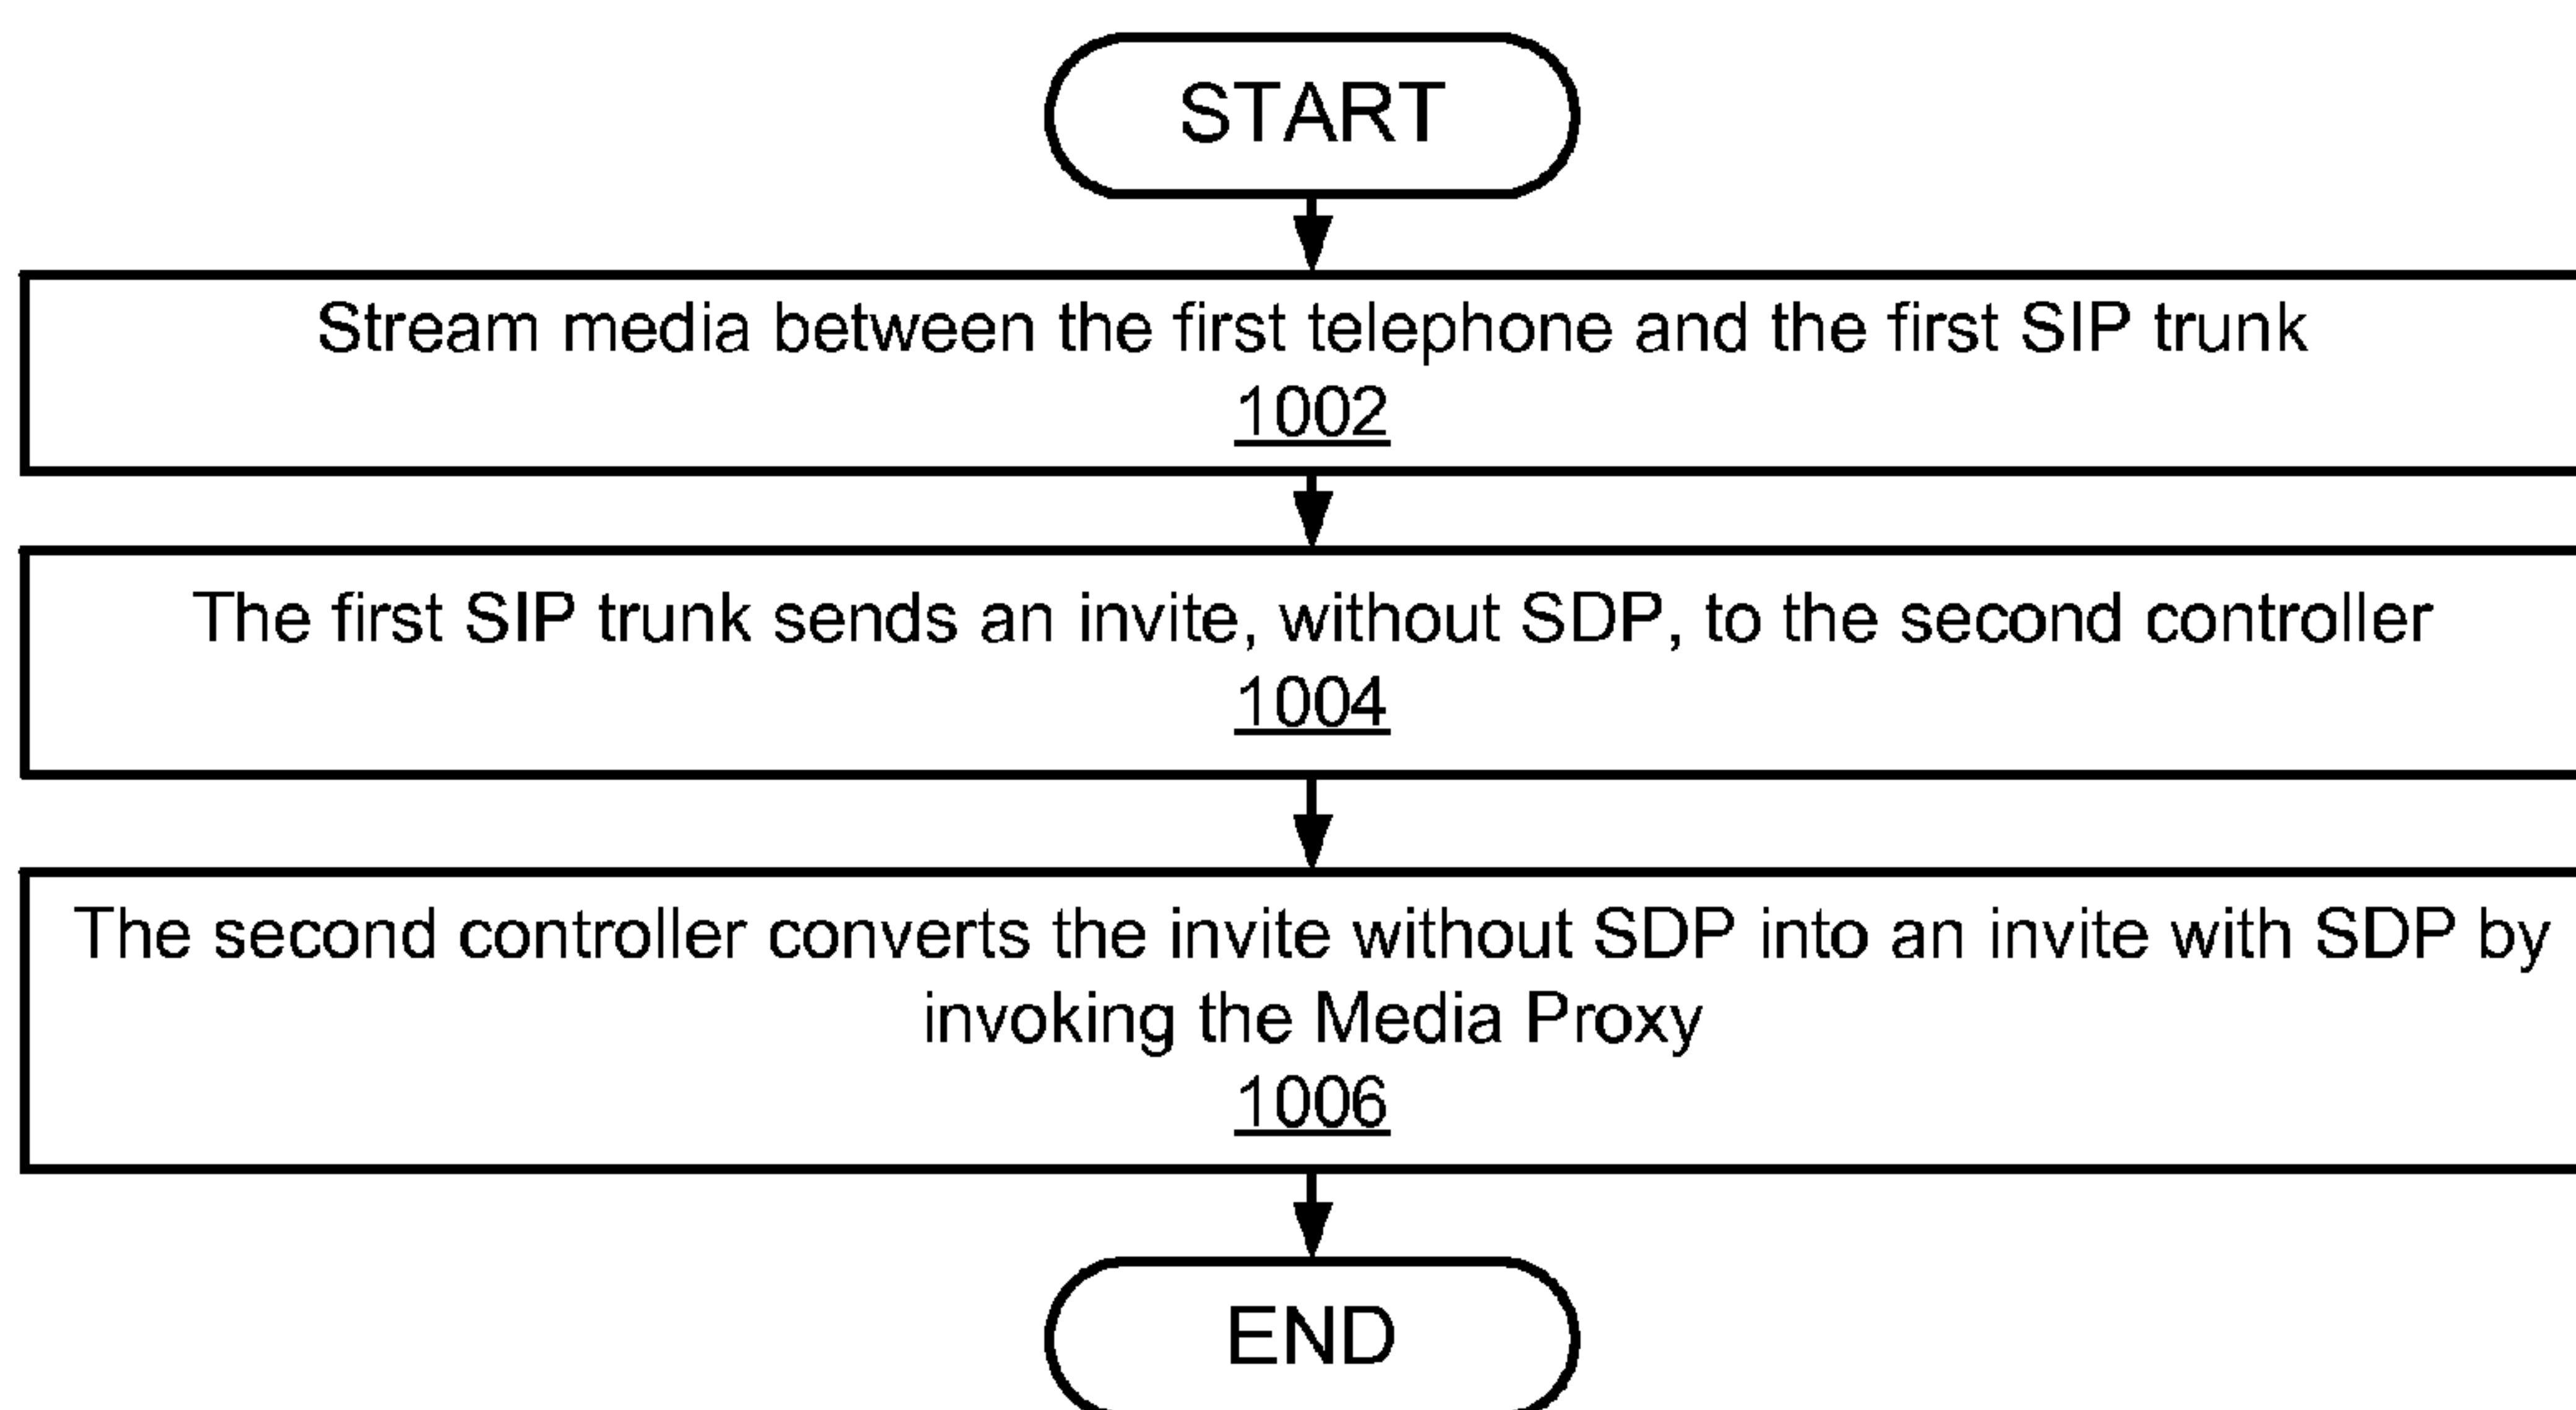 START
Stream media between the first telephone and the first SIP trunk
1002
The first SIP trunk sends an invite, without SDP, to the second controller
1004
The second controller converts the invite without SDP into an invite with SDP by
invoking the Media Proxy
1006
END